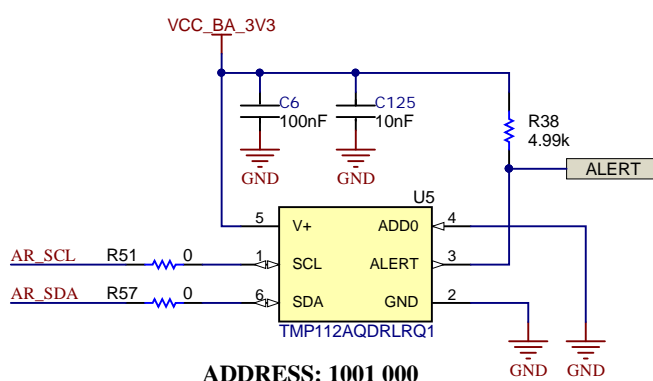 VCC_BA_3V3
C6
100nF
C125
10nF
R38
4.99k
GND
GND
ALERT
U5
5
V+
ADD0
4
AR_SCL
R51
0
1
SCL
ALERT
3
AR_SDA
R57
0
6
SDA
GND
2
TMP112AQDRLRQ1
GND
GND
ADDRESS: 1001 000